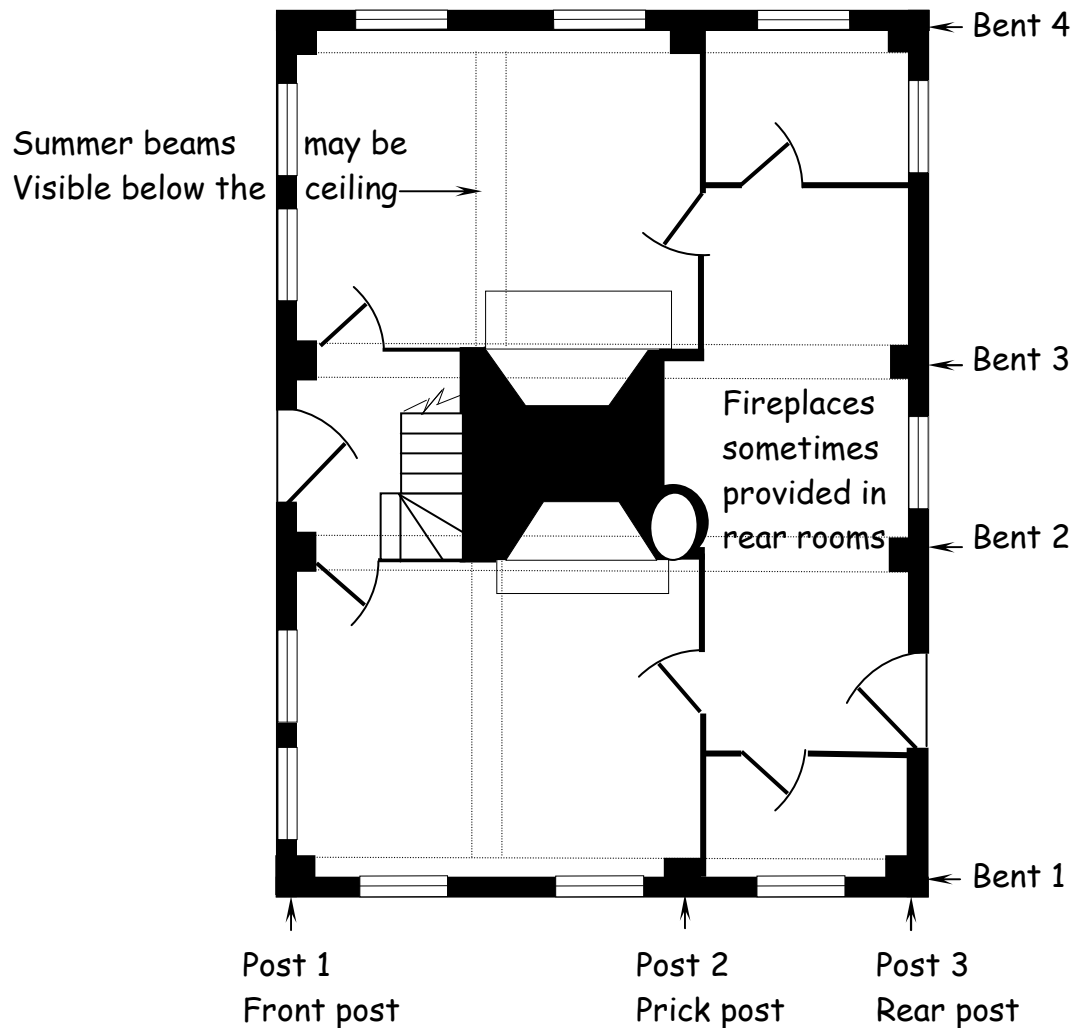 Bent 4
Summer beams may be
Visible below the ceiling
Bent 3
Fireplaces
sometimes
provided in
rear rooms
Bent 2
Bent 1
Post 1
Front post
Post 2
Prick post
Post 3
Rear post